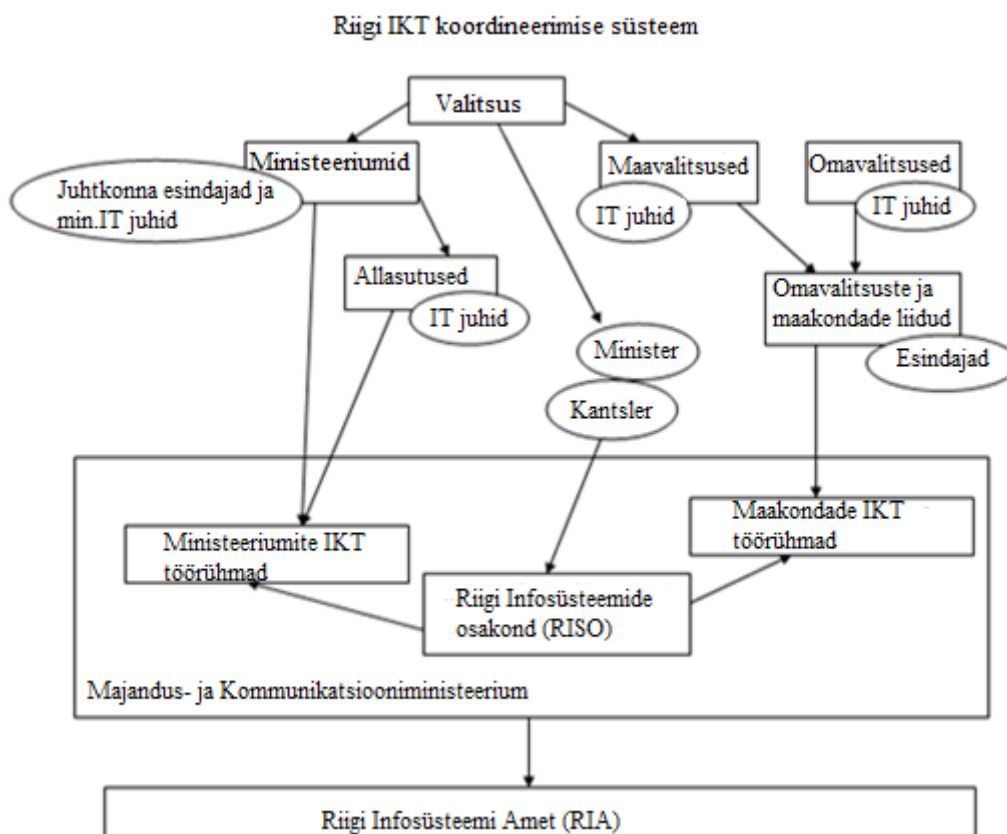 Riigi IKT koordineerimise süsteem
Valitsus
Ministeeriumid
Juhtkonna esindajad ja
min.IT juhid
Maavalitsused
IT juhid
Omavalitsused
IT juhid
Allasutused
IT juhid
Omavalitsuste ja
maakondade liidud
Esindajad
Minister
Kantsler
Ministeeriumite IKT
töörühmad
Maakondade IKT
töörühmad
Riigi Infosüsteemide
osakond (RISO)
Majandus- ja Kommunikatsiooniministeerium
Riigi Infosüsteemi Amet (RIA)